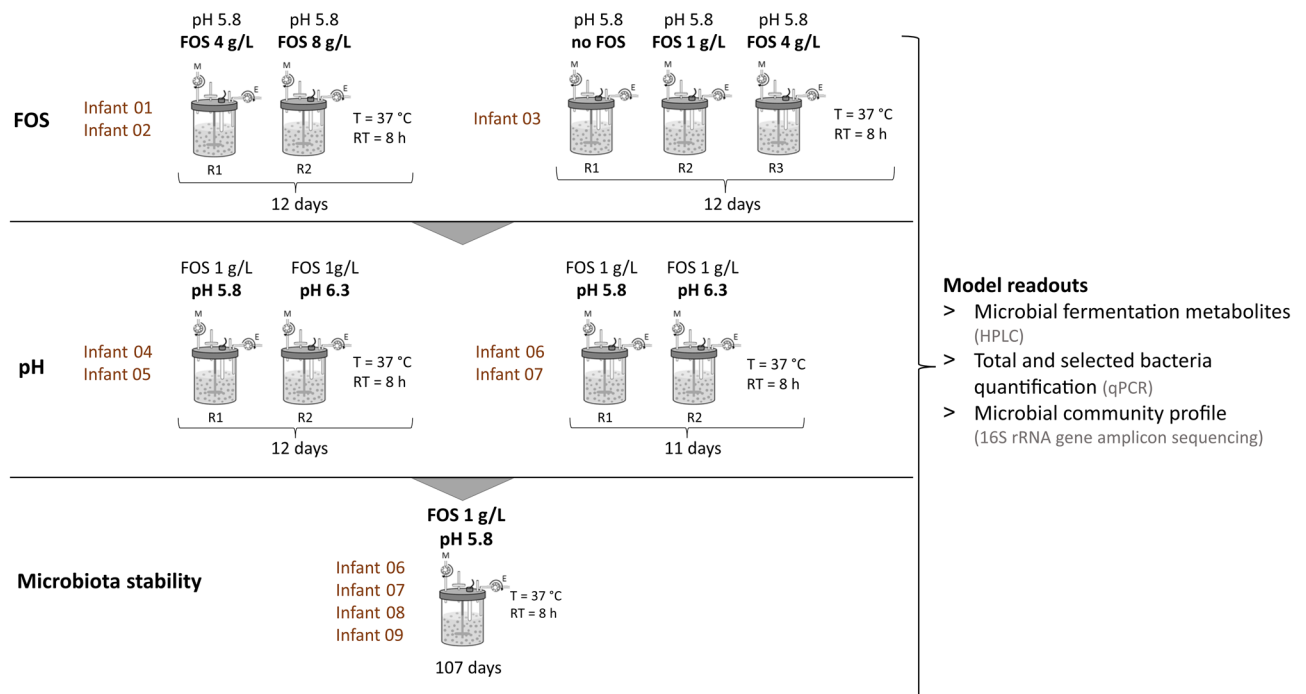 pH 5.8
FOS 4 g/L
pH 5.8
FOS 8 g/L
pH 5.8
no FOS
pH 5.8
FOS 1 g/L
pH 5.8
FOS 4 g/L
FOS
Infant 01
Infant 02
M
E
M
E
T = 37 °C
RT = 8 h
R1
R2
12 days
Infant 03
M
E
M
E
M
E
T = 37 °C
RT = 8 h
R1
R2
R3
12 days
pH
FOS 1 g/L
pH 5.8
FOS 1g/L
pH 6.3
Infant 04
Infant 05
M
E
M
E
T = 37 °C
RT = 8 h
R1
R2
12 days
FOS 1 g/L
pH 5.8
FOS 1 g/L
pH 6.3
Infant 06
Infant 07
M
E
M
E
T = 37 °C
RT = 8 h
R1
R2
11 days
Microbiota stability
FOS 1 g/L
pH 5.8
Infant 06
Infant 07
Infant 08
Infant 09
M
E
T = 37 °C
RT = 8 h
107 days
Model readouts
> Microbial fermentation metabolites
(HPLC)
> Total and selected bacteria
quantification (qPCR)
> Microbial community profile
(16S rRNA gene amplicon sequencing)